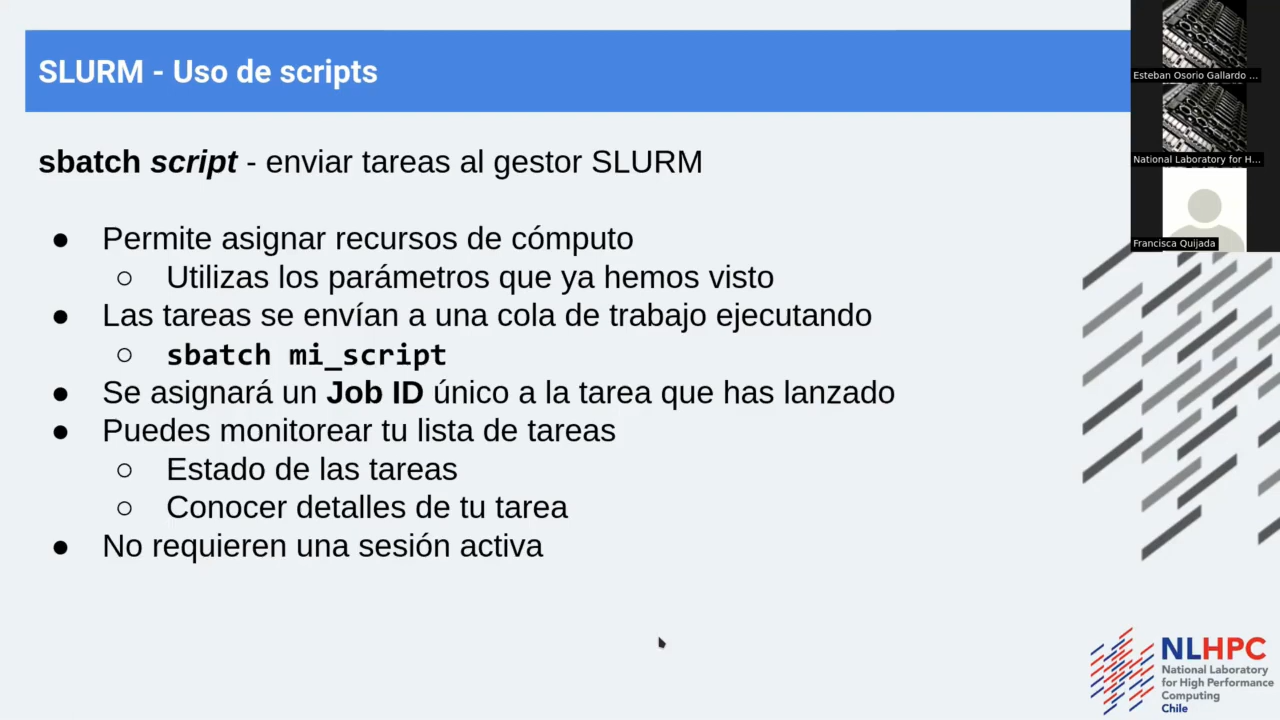 SLURM - Uso de scripts
sbatch script - enviar tareas al gestor SLURM
● Permite asignar recursos de cómputo
○ Utilizas los parámetros que ya hemos visto
● Las tareas se envían a una cola de trabajo ejecutando
○ sbatch mi_script
● Se asignará un Job ID único a la tarea que has lanzado
● Puedes monitorear tu lista de tareas
○ Estado de las tareas
○ Conocer detalles de tu tarea
● No requieren una sesión activa
Esteban Osorio Gallardo ...
National Laboratory for H...
Francisca Quijada
NLHPC
National Laboratory
for High Performance
Computing
Chile